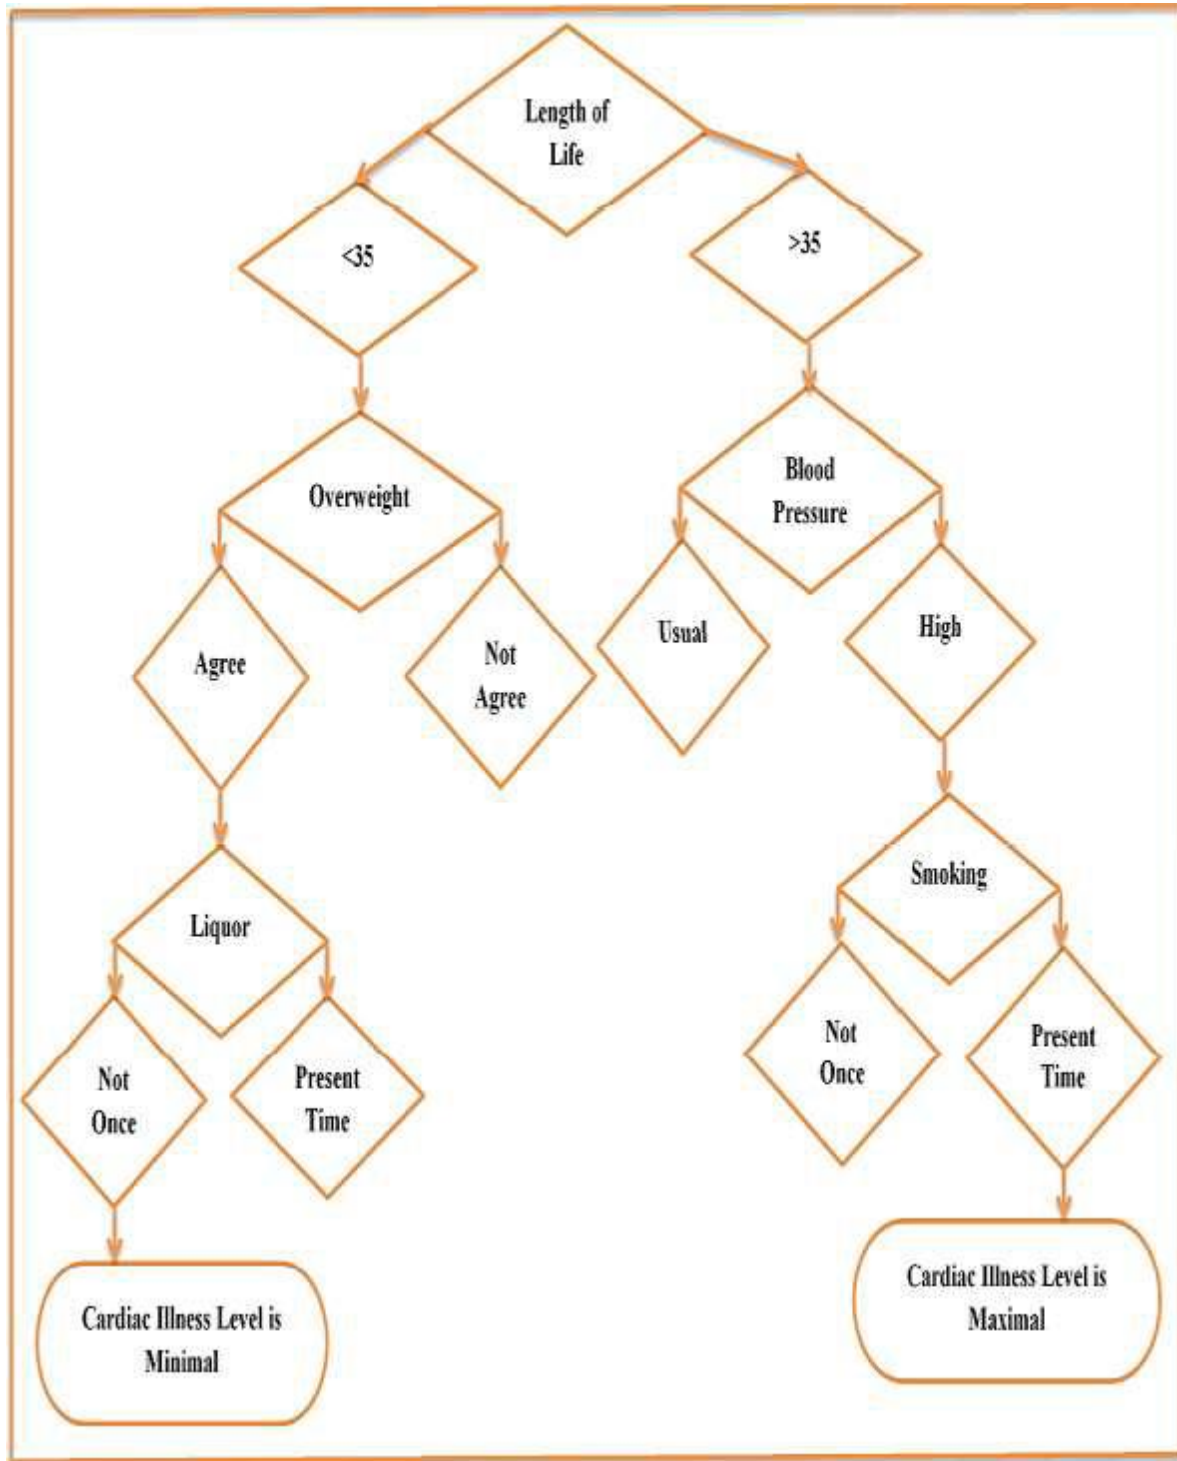 Length of
Life
<35
>35
Overweight
Blood
Pressure
Agree
Not
Agree
Usual
High
Liquor
Smoking
Not
Once
Present
Time
Not
Once
Present
Time
Cardiac Illness Level is
Minimal
Cardiac Illness Level is
Maximal